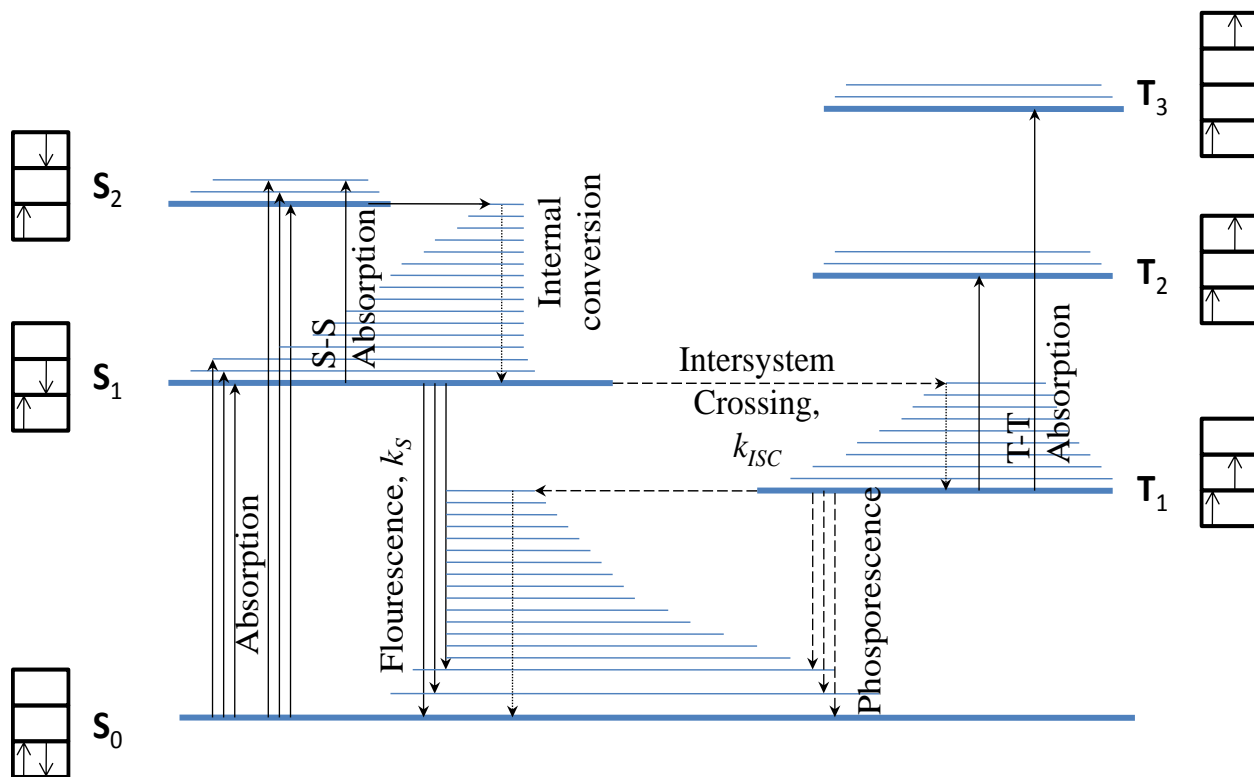 T3
S2
Internal
conversion
S-S
Absorption
T2
S1
Intersystem
Crossing,
kISC
T-T
Absorption
T1
Absorption
Flourescence, kS
Phosporescence
S0